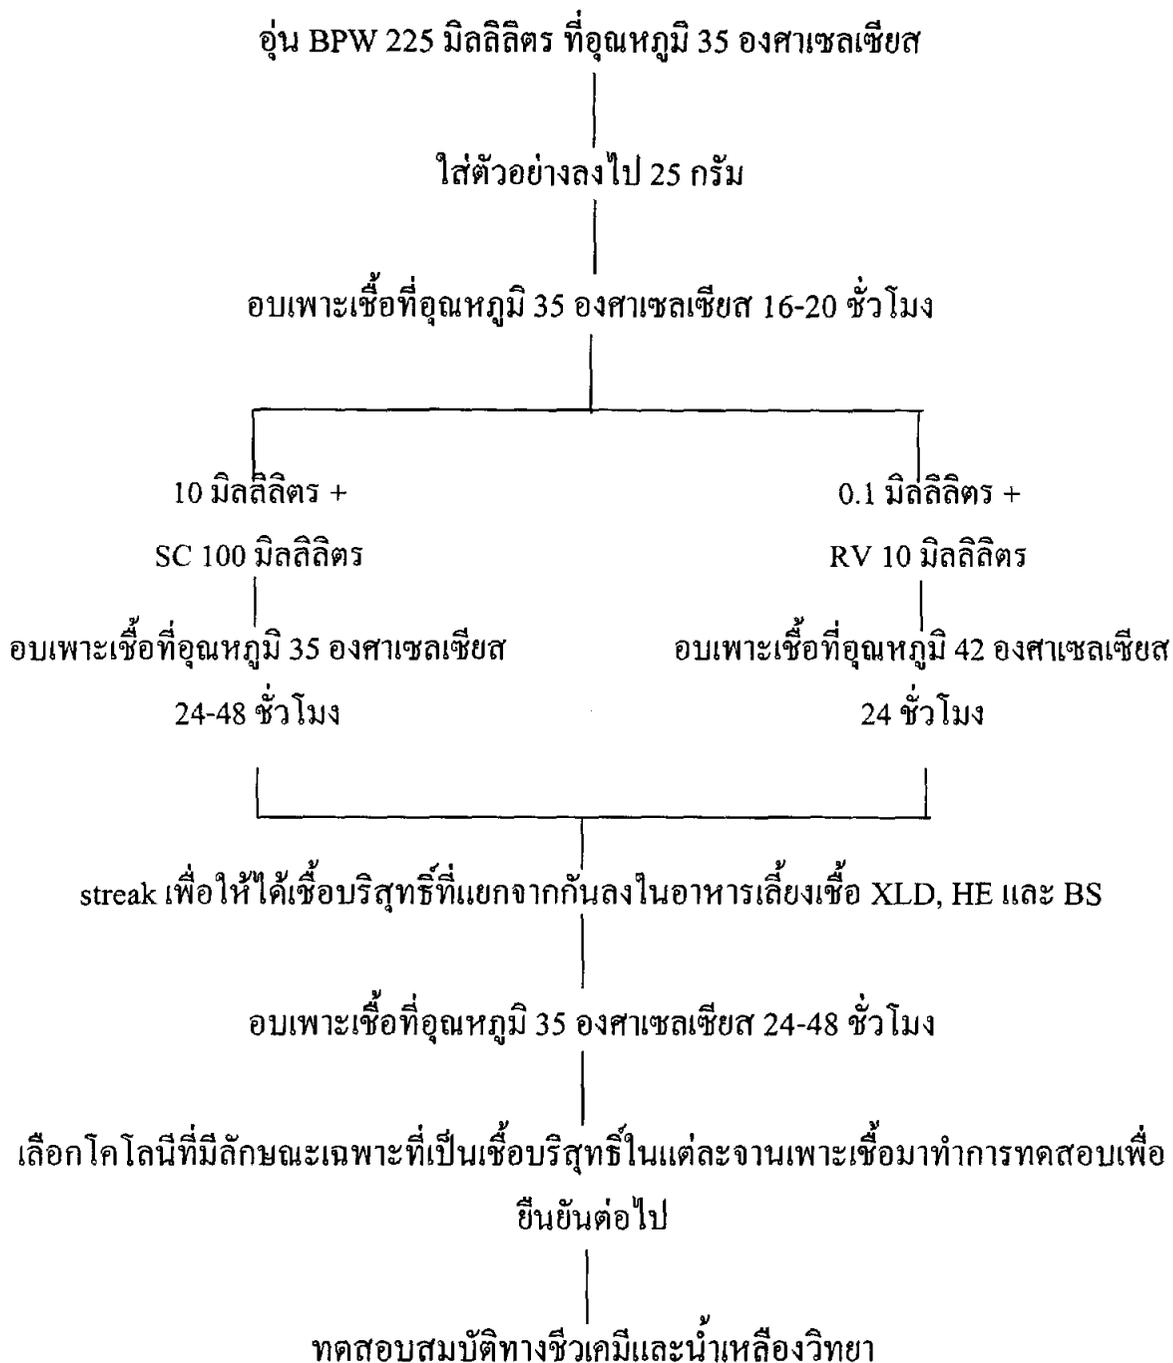 อุ่น BPW 225 มิลลิลิตร ที่อุณหภูมิ 35 องศาเซลเซียส
ใส่ตัวอย่างลงไป 25 กรัม
อบเพาะเชื้อที่อุณหภูมิ 35 องศาเซลเซียส 16-20 ชั่วโมง
10 มิลลิลิตร +
SC 100 มิลลิลิตร
อบเพาะเชื้อที่อุณหภูมิ 35 องศาเซลเซียส
24-48 ชั่วโมง
0.1 มิลลิลิตร +
RV 10 มิลลิลิตร
อบเพาะเชื้อที่อุณหภูมิ 42 องศาเซลเซียส
24 ชั่วโมง
streak เพื่อให้ได้เชื้อบริสุทธิ์ที่แยกจากกันลงในอาหารเลี้ยงเชื้อ XLD, HE และ BS
อบเพาะเชื้อที่อุณหภูมิ 35 องศาเซลเซียส 24-48 ชั่วโมง
เลือกโคโลนีที่มีลักษณะเฉพาะที่เป็นเชื้อบริสุทธิ์ในแต่ละจานเพาะเชื้อมาทำการทดสอบเพื่อ
ยืนยันต่อไป
ทดสอบสมบัติทางชีวเคมีและน้ำเหลืองวิทยา